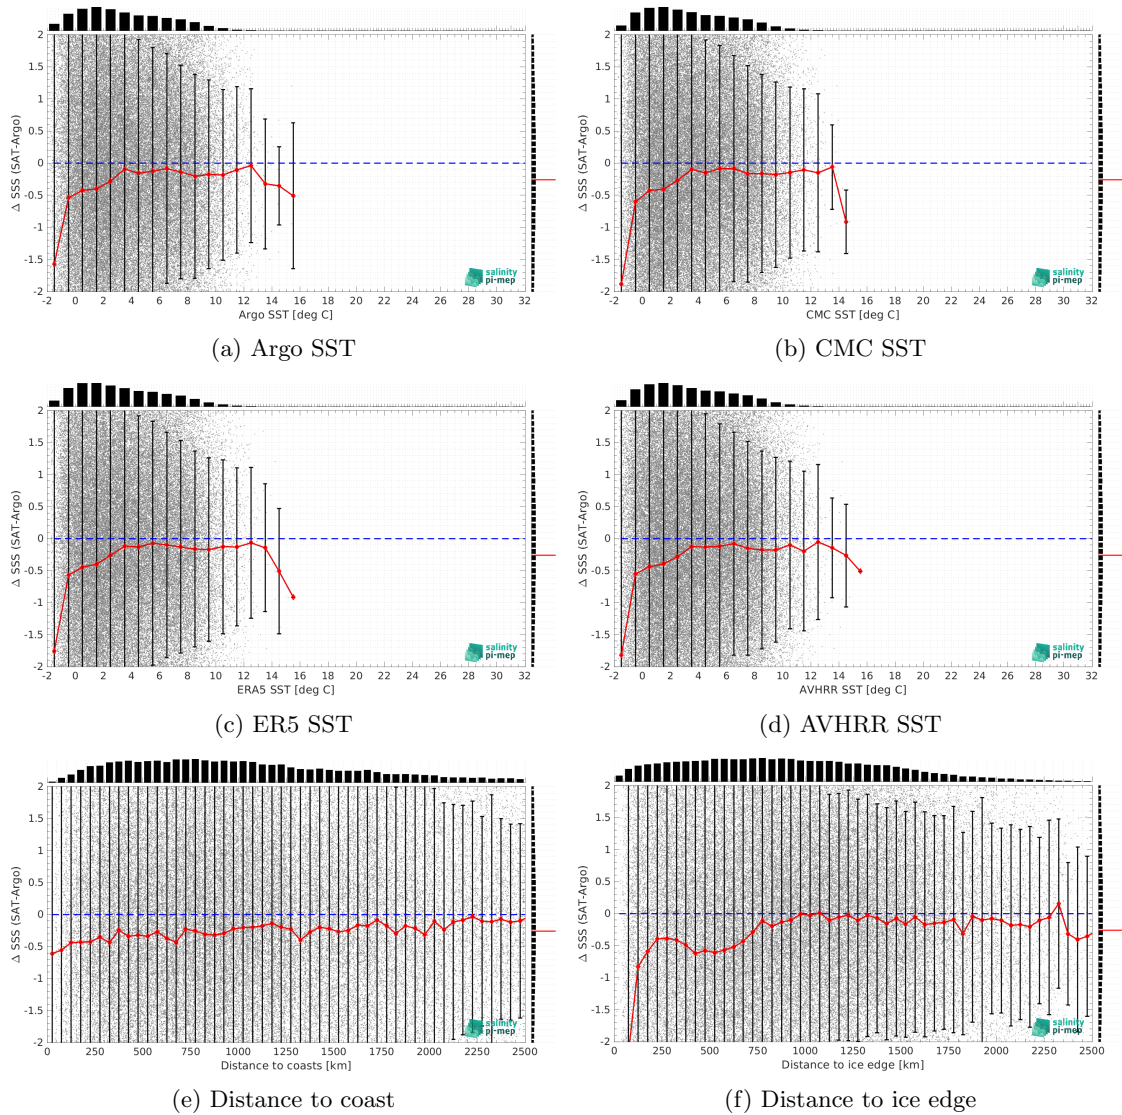 2
1.5
1
0.5
0
-0.5
-1
-1.5
-2
Δ SSS (SAT-Argo)
-2 0 2 4 6 8 10 12 14 16 18 20 22 24 26 28 30 32
Argo SST [deg C]
salinity
pi-mep
(a) Argo SST
2
1.5
1
0.5
0
-0.5
-1
-1.5
-2
Δ SSS (SAT-Argo)
-2 0 2 4 6 8 10 12 14 16 18 20 22 24 26 28 30 32
CMC SST [deg C]
salinity
pi-mep
(b) CMC SST
2
1.5
1
0.5
0
-0.5
-1
-1.5
-2
Δ SSS (SAT-Argo)
-2 0 2 4 6 8 10 12 14 16 18 20 22 24 26 28 30 32
ERA5 SST [deg C]
salinity
pi-mep
(c) ER5 SST
2
1.5
1
0.5
0
-0.5
-1
-1.5
-2
Δ SSS (SAT-Argo)
-2 0 2 4 6 8 10 12 14 16 18 20 22 24 26 28 30 32
AVHRR SST [deg C]
salinity
pi-mep
(d) AVHRR SST
2
1.5
1
0.5
0
-0.5
-1
-1.5
-2
Δ SSS (SAT-Argo)
0 250 500 750 1000 1250 1500 1750 2000 2250 2500
Distance to coasts [km]
salinity
pi-mep
(e) Distance to coast
2
1.5
1
0.5
0
-0.5
-1
-1.5
-2
Δ SSS (SAT-Argo)
0 250 500 750 1000 1250 1500 1750 2000 2250 2500
Distance to ice edge [km]
salinity
pi-mep
(f) Distance to ice edge